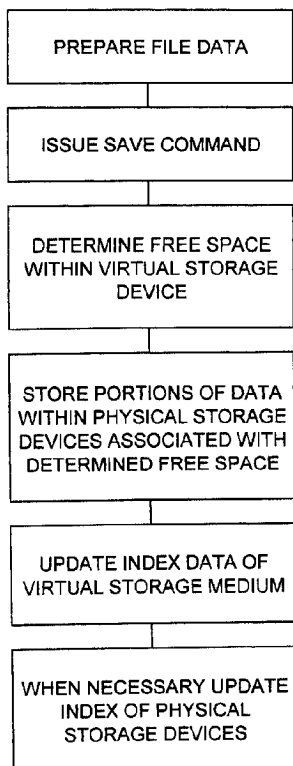 PREPARE FILE DATA
ISSUE SAVE COMMAND
DETERMINE FREE SPACE
WITHIN VIRTUAL STORAGE
DEVICE
STORE PORTIONS OF DATA
WITHIN PHYSICAL STORAGE
DEVICES ASSOCIATED WITH
DETERMINED FREE SPACE
UPDATE INDEX DATA OF
VIRTUAL STORAGE MEDIUM
WHEN NECESSARY UPDATE
INDEX OF PHYSICAL
STORAGE DEVICES